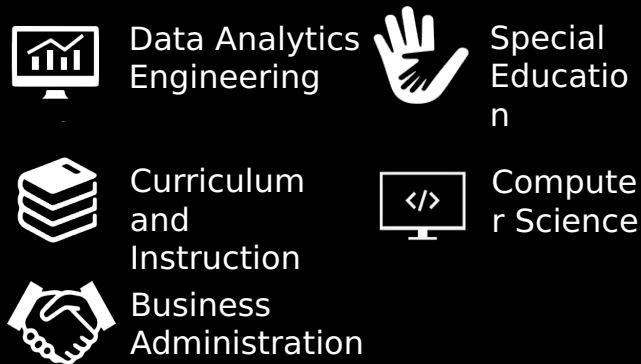 Data Analytics
Engineering
Special
Educatio
n
Curriculum
and
Instruction
</>
Compute
r Science
Business
Administration